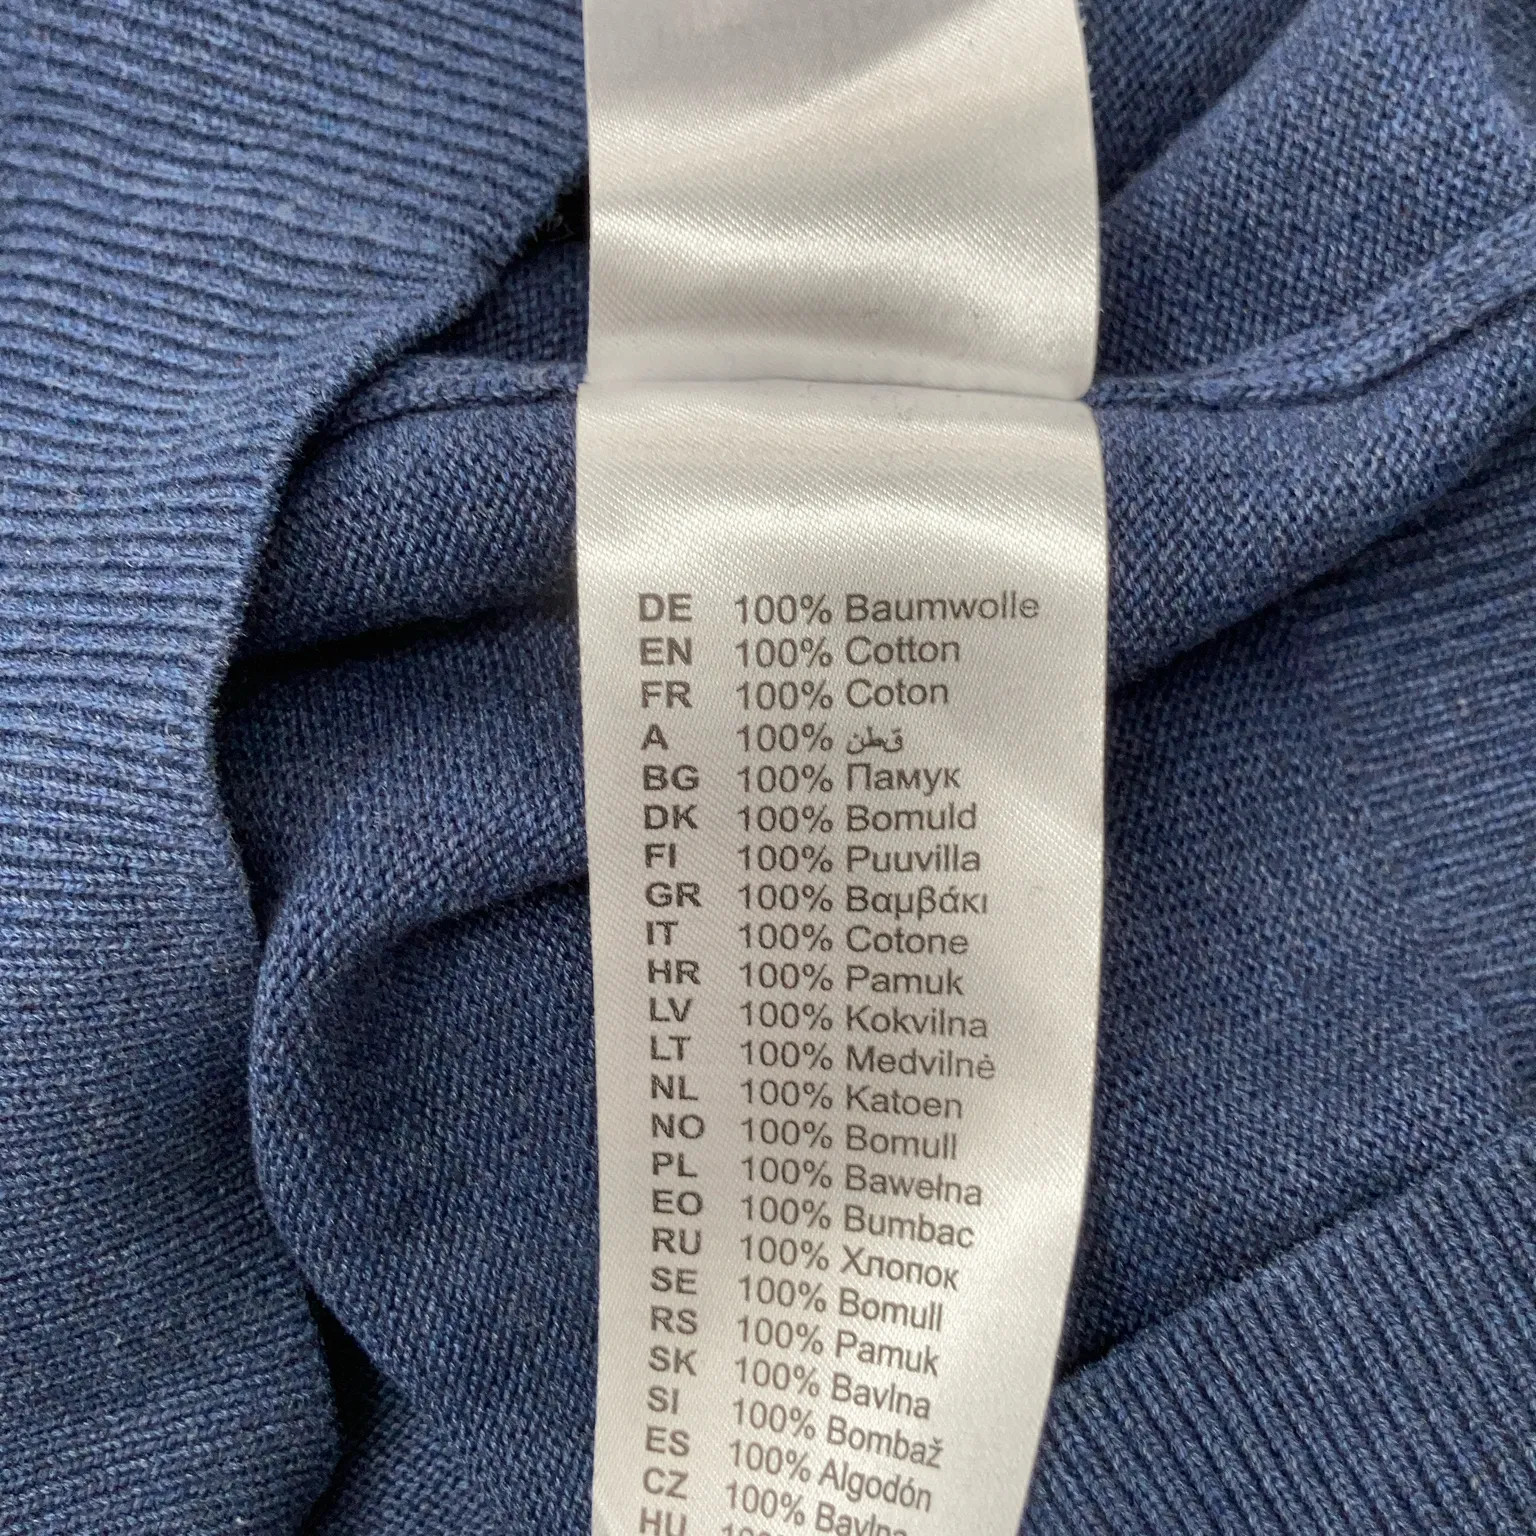 DE 100% Baumwolle
EN 100% Cotton
FR 100% Coton
A 100% قطن
BG 100% Памук
DK 100% Bomuld
FI 100% Puuvilla
GR 100% Βαμβάκι
IT 100% Cotone
HR 100% Pamuk
LV 100% Kokvilna
LT 100% Medvilnė
NL 100% Katoen
NO 100% Bomull
PL 100% Bawełna
EO 100% Bumbac
RU 100% Хлопок
SE 100% Bomull
RS 100% Pamuk
SK 100% Bavlna
SI 100% Bombaž
ES 100% Algodón
CZ 100% Bavlna
HU